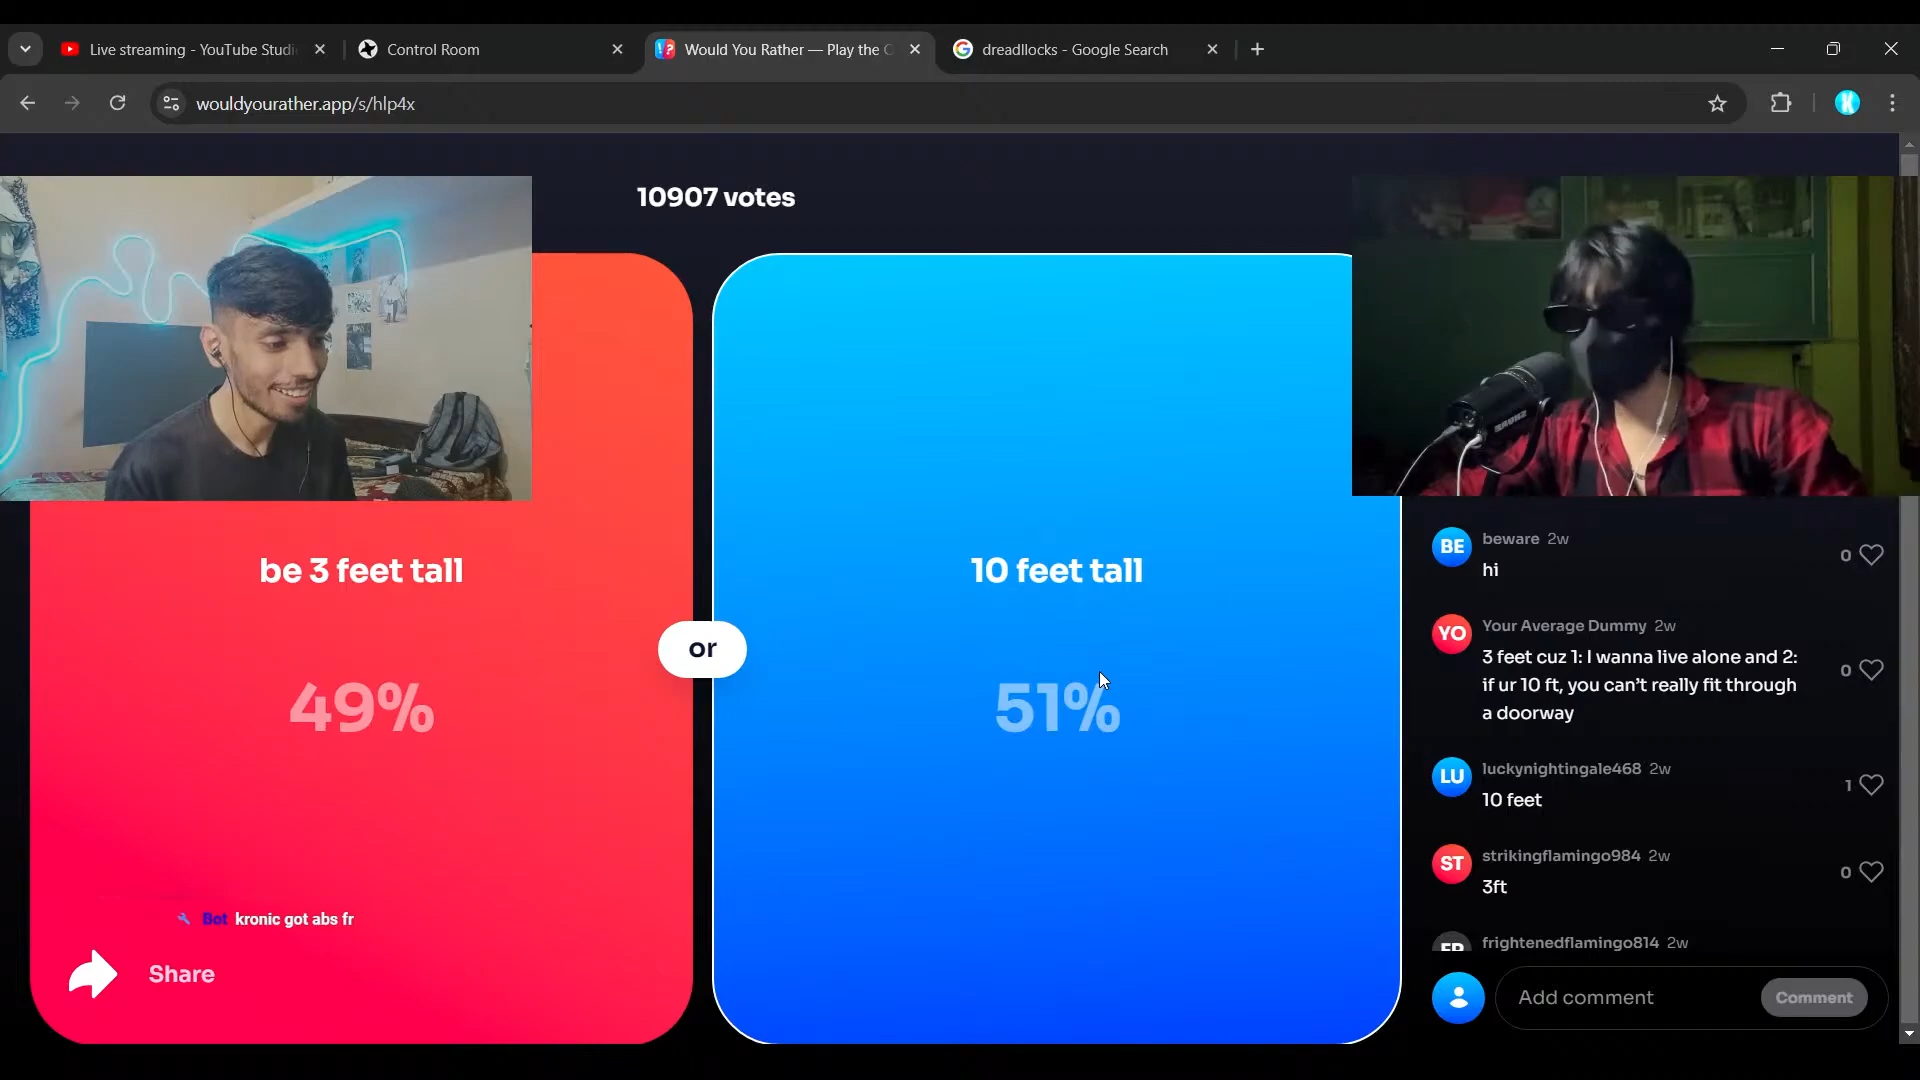 Live streaming - YouTube Studi
Control Room
Would You Rather — Play the G
dreadllocks - Google Search
wouldyourather.app/s/hlp4x
K
10907 votes
be 3 feet tall
49%
or
10 feet tall
51%
Bot kronic got abs fr
Share
BE
beware 2w
hi
0
YO
Your Average Dummy 2w
3 feet cuz 1: I wanna live alone and 2:
if ur 10 ft, you can’t really fit through
a doorway
0
LU
luckynightingale468 2w
10 feet
1
ST
strikingflamingo984 2w
3ft
0
FR
frightenedflamingo814 2w
Add comment
Comment